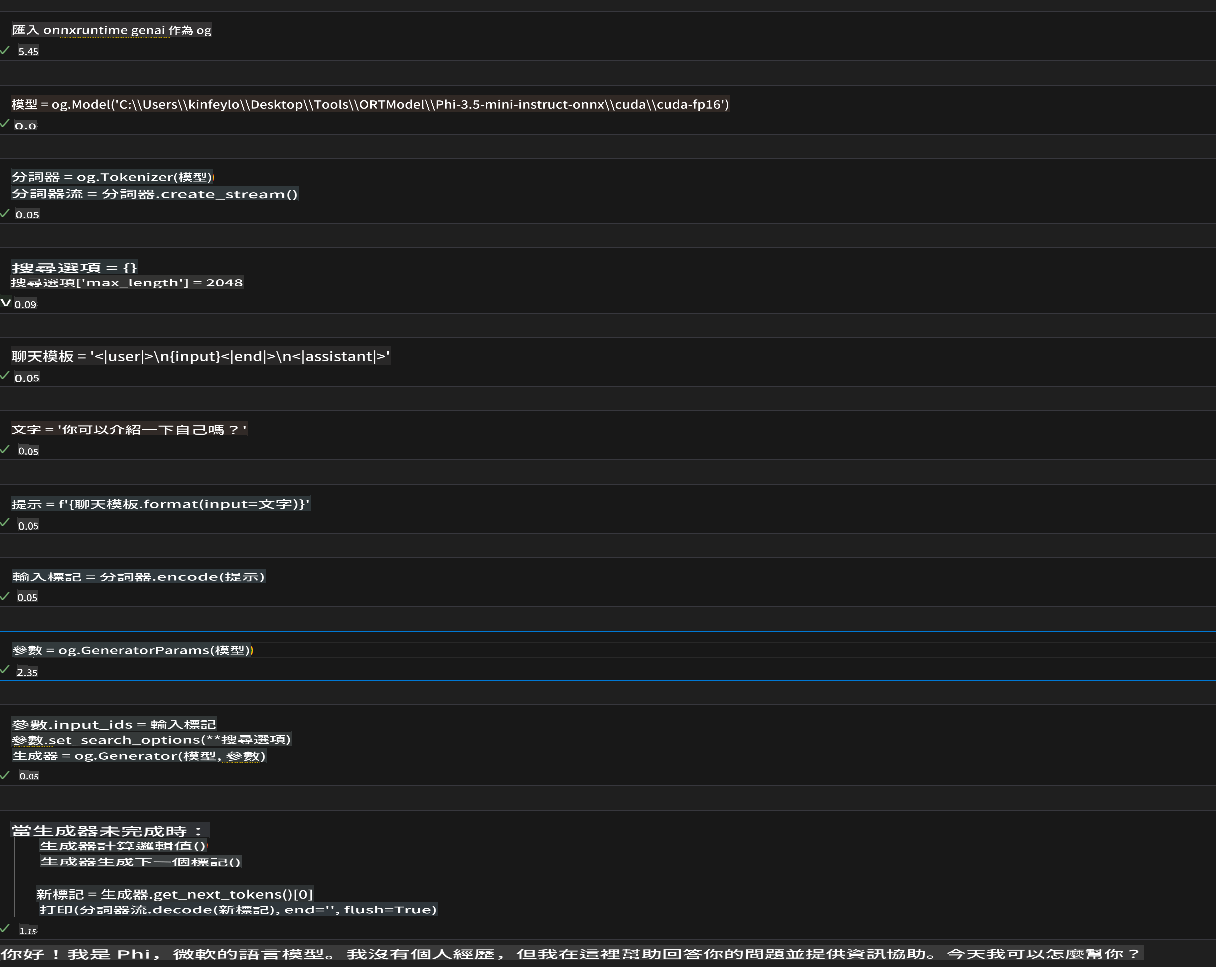 匯入 onnxruntime genai 作為 og
5.45
模型 = og.Model('C:\\Users\\kinfeylo\\Desktop\\Tools\\ORTModel\\Phi-3.5-mini-instruct-onnx\\cuda\\cuda-fp16')
0.0
分詞器 = og.Tokenizer(模型)
分詞器流 = 分詞器.create_stream()
0.05
搜尋選項 = {}
搜尋選項['max_length'] = 2048
0.09
聊天模板 = '<|user|>\n{input}<|end|>\n<|assistant|>'
0.05
文字 = '你可以介紹一下自己嗎？'
0.05
提示 = f'{聊天模板.format(input=文字)}'
0.05
輸入標記 = 分詞器.encode(提示)
0.05
參數 = og.GeneratorParams(模型))
2.35
參數.input_ids = 輸入標記
參數.set_search_options(**搜尋選項)
生成器 = og.Generator(模型, 參數)
0.05
當生成器未完成時：
生成器計算邏輯值()
生成器生成下一個標記()
新標記 = 生成器.get_next_tokens()[0]
打印(分詞器流.decode(新標記), end='', flush=True)
1.15
你好！我是 Phi，微軟的語言模型。我沒有個人經歷，但我在這裡幫助回答你的問題並提供資訊協助。今天我可以怎麼幫你？